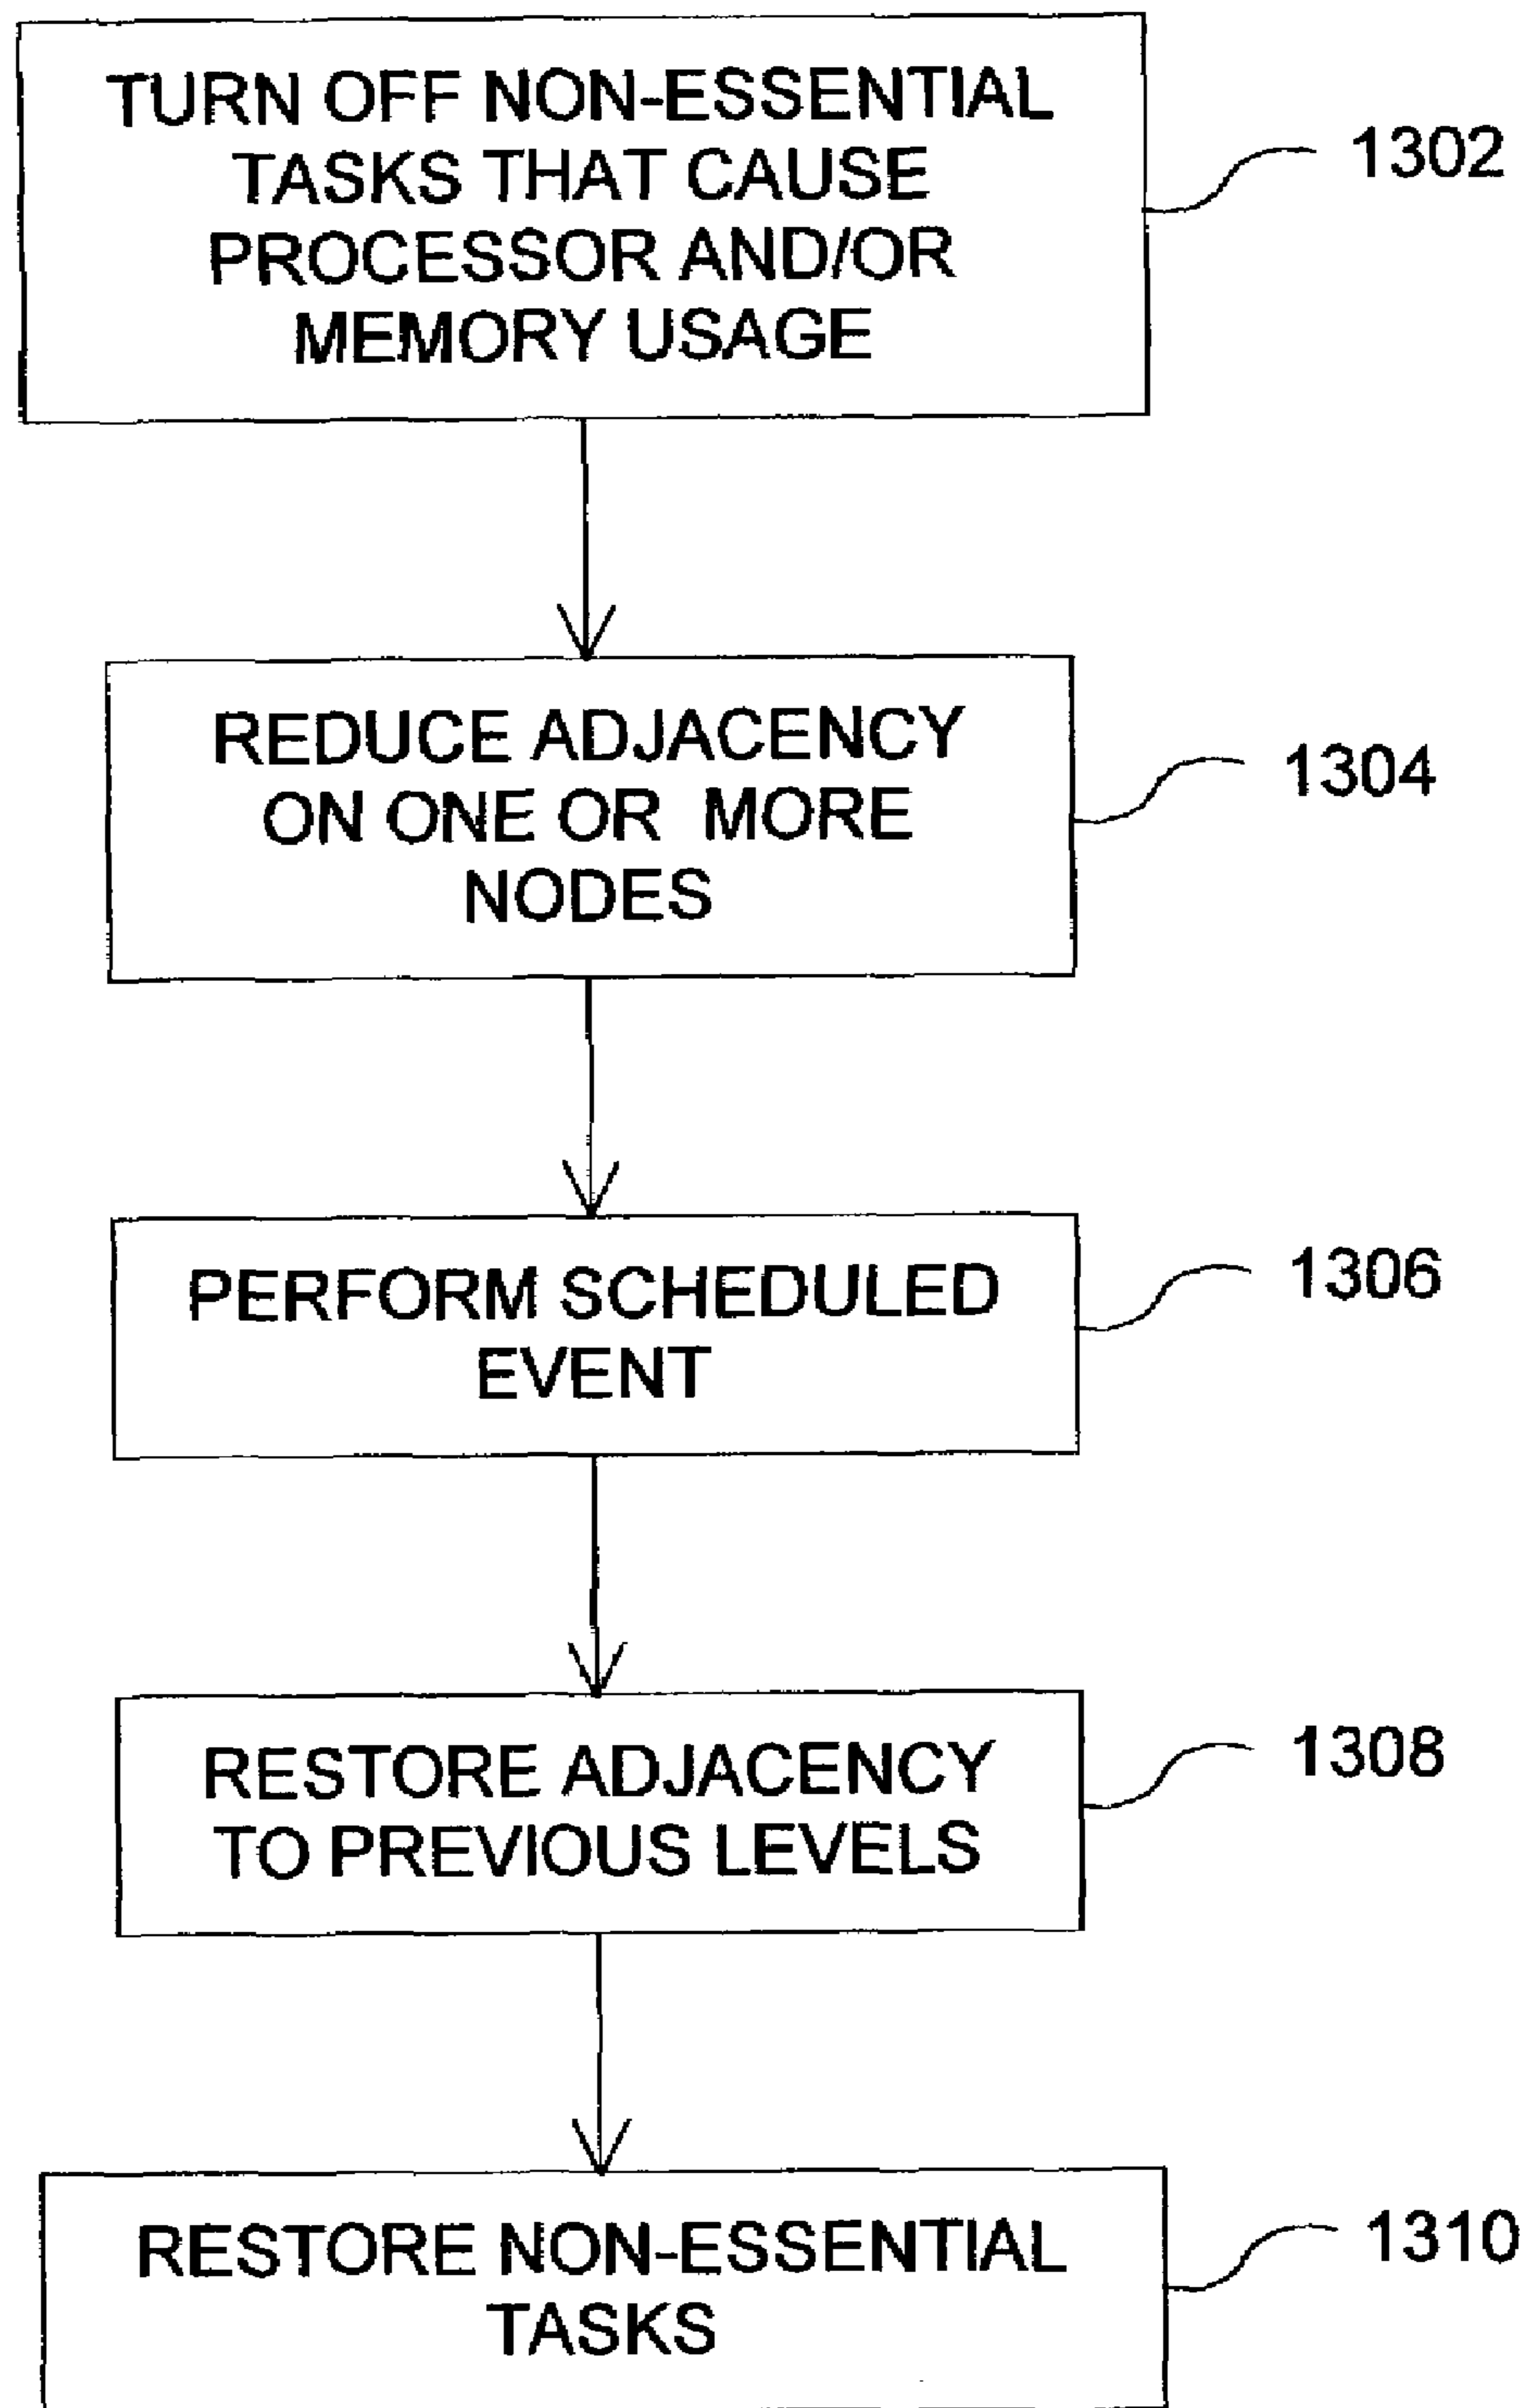 TURN OFF NON-ESSENTIAL
TASKS THAT CAUSE
PROCESSOR AND/OR
MEMORY USAGE
1302
REDUCE ADJACENCY
ON ONE OR MORE
NODES
1304
PERFORM SCHEDULED
EVENT
1306
RESTORE ADJACENCY
TO PREVIOUS LEVELS
1308
RESTORE NON-ESSENTIAL
TASKS
1310